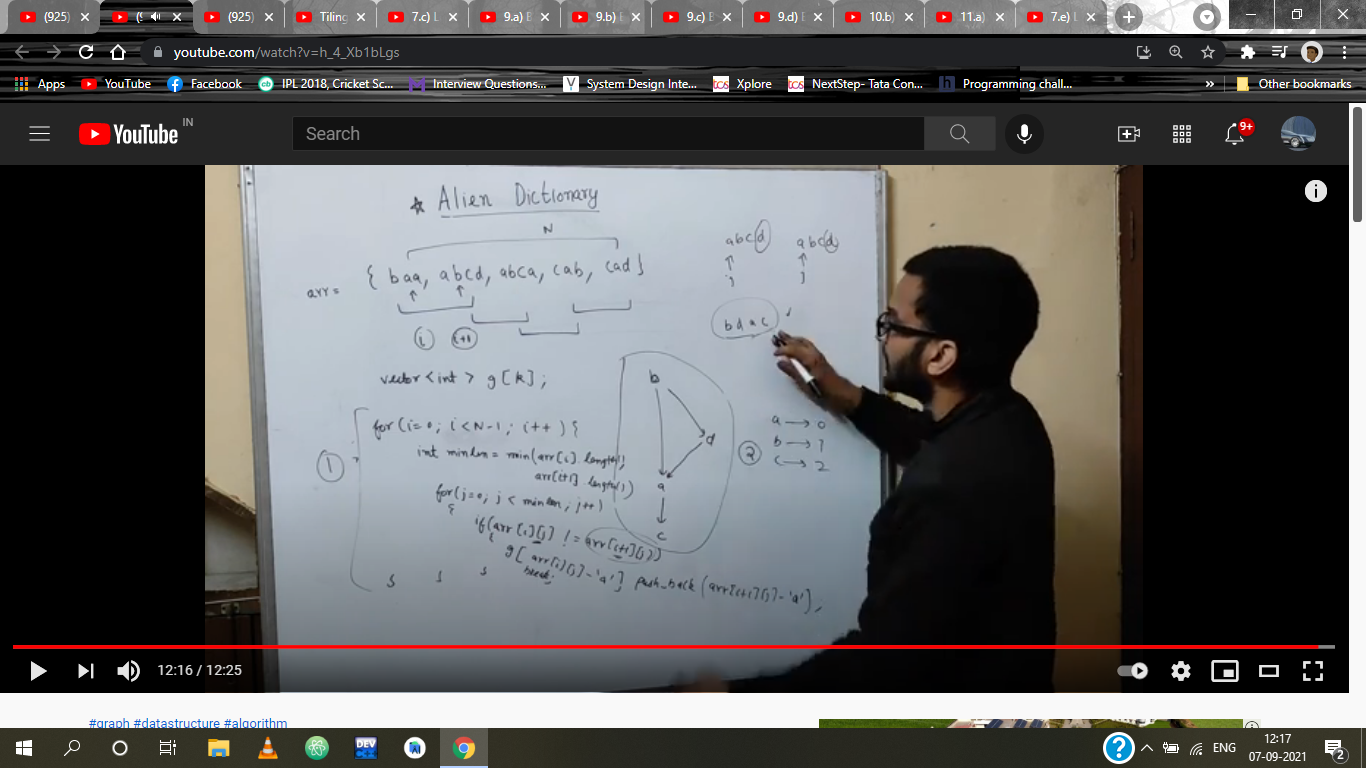 (925)
(
(925)
Tiling
7.c) L
9.a) E
9.b) E
9.c) E
9.d) E
10.b)
11.a)
7.e) L
youtube.com/watch?v=h_4_Xb1bLgs
Apps YouTube Facebook IPL 2018, Cricket Sc... Interview Questions... System Design Inte... Xplore NextStep- Tata Con... Programming chall... » Other bookmarks
YouTube IN
Search
9+
* Alien Dictionary
N
arr = { baa, abcd, abca, cab, cad }
i i+1
abcd abcd
j j
bdac
vector<int> g[k];
b
d
a
c
1
for(i=0; i<N-1; i++){
int minlen = min(arr[i].length(),
arr[i+1].length())
for(j=0; j<minlen; j++)
{
if(arr[i][j] != arr[i+1][j])
{
g[arr[i][j]-'a'].push_back(arr[i+1][j]-'a');
break;
} } }
2
a → 0
b → 1
c → 2
12:16 / 12:25
#graph #datastructure #algorithm
DEV C++
ENG
12:17
07-09-2021
2